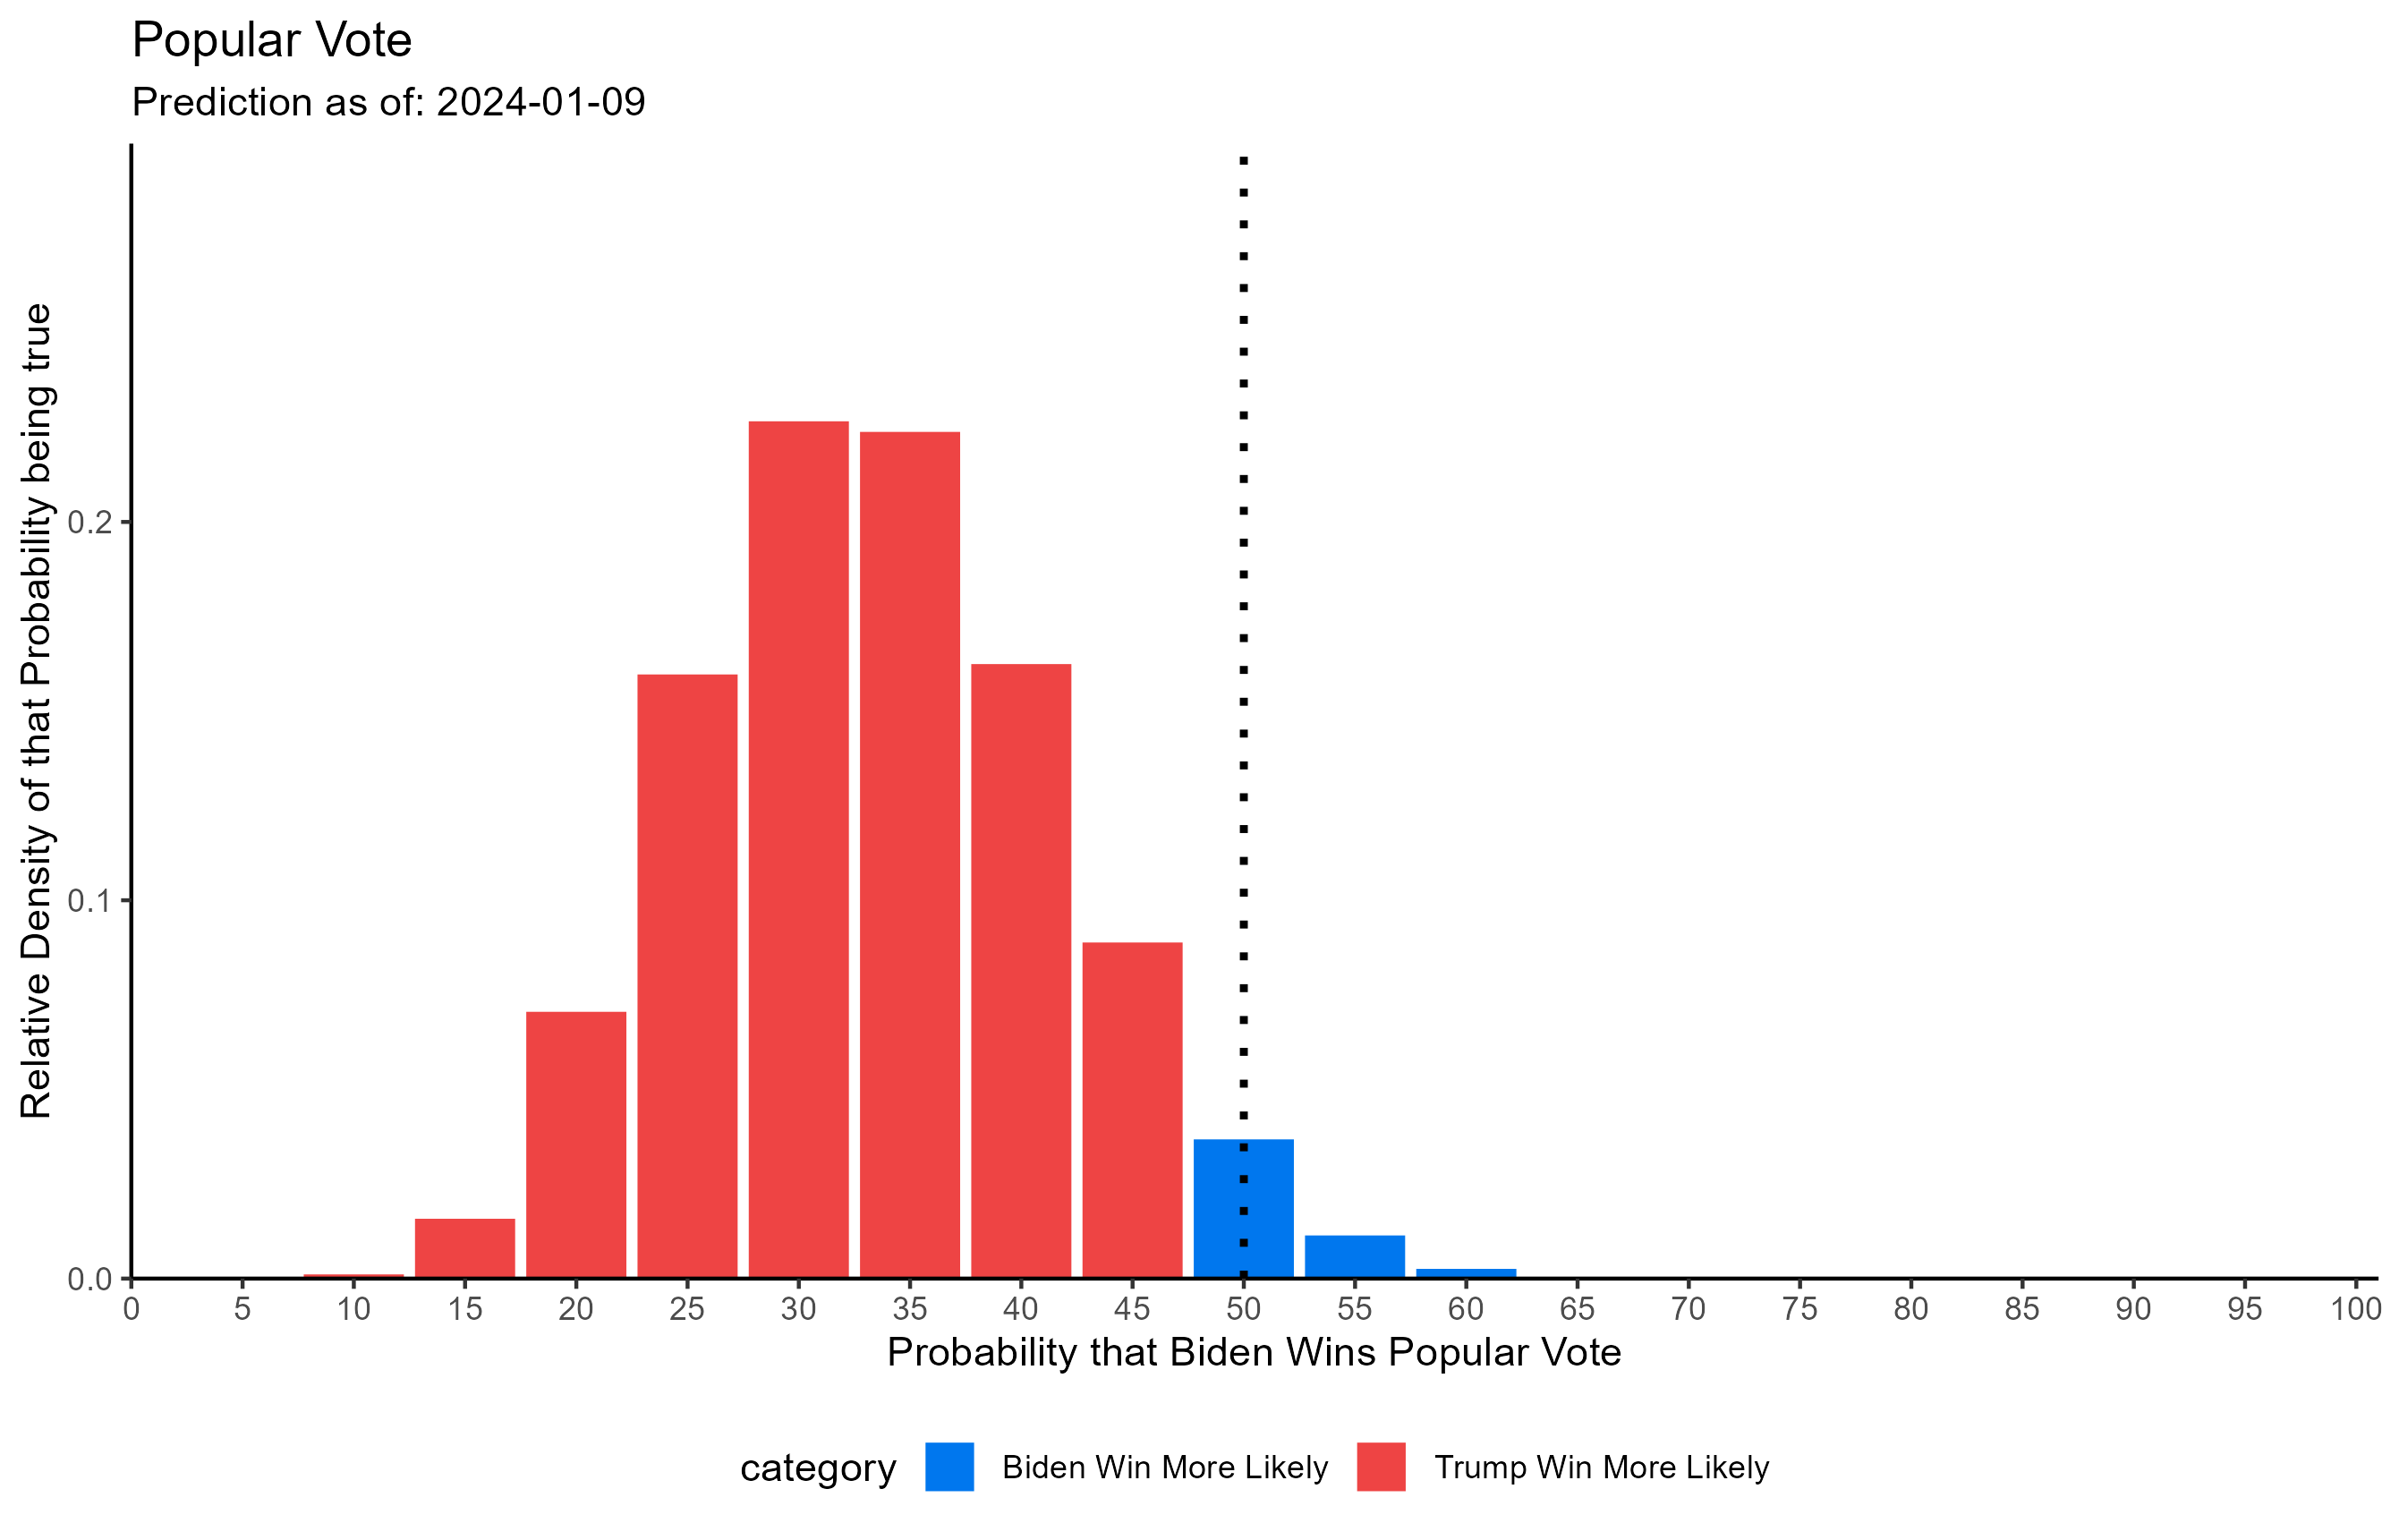 Popular Vote
Prediction as of: 2024-01-09
Relative Density of that Probability being true
0.2
0.1
0.0
0 5 10 15 20 25 30 35 40 45 50 55 60 65 70 75 80 85 90 95 100
Probability that Biden Wins Popular Vote
category Biden Win More Likely Trump Win More Likely